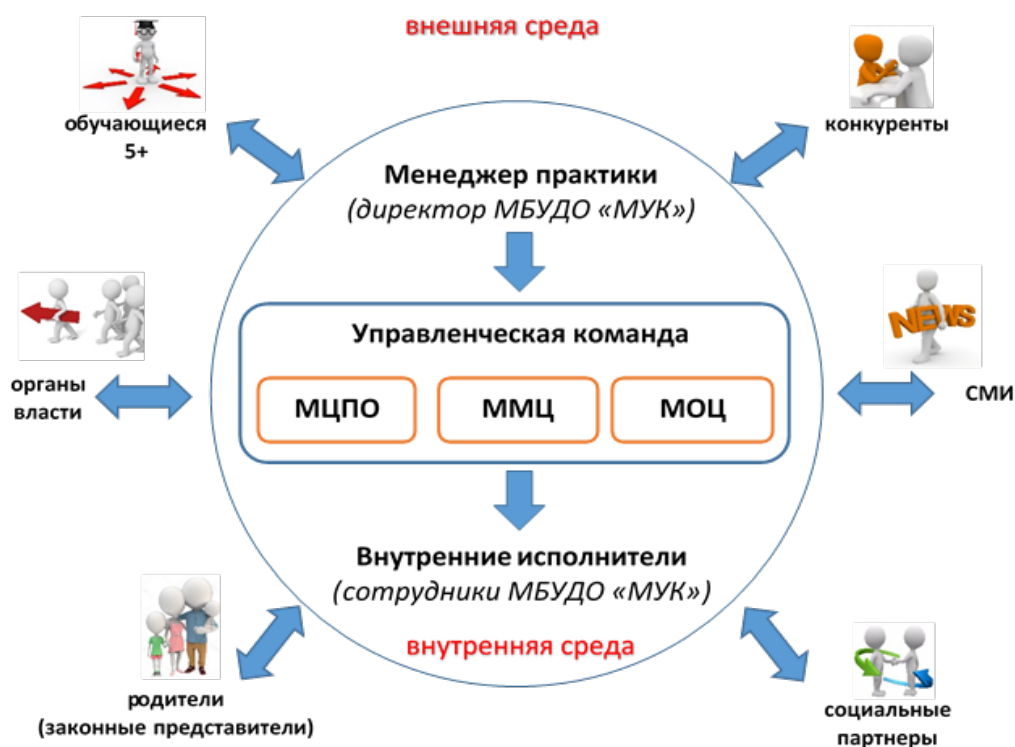 внешняя среда
обучающиеся
5+
конкуренты
Менеджер практики
(директор МБУДО «МУК»)
Управленческая команда
МЦПО
ММЦ
МОЦ
органы
власти
NEWS
СМИ
Внутренние исполнители
(сотрудники МБУДО «МУК»)
внутренняя среда
родители
(законные представители)
социальные
партнеры